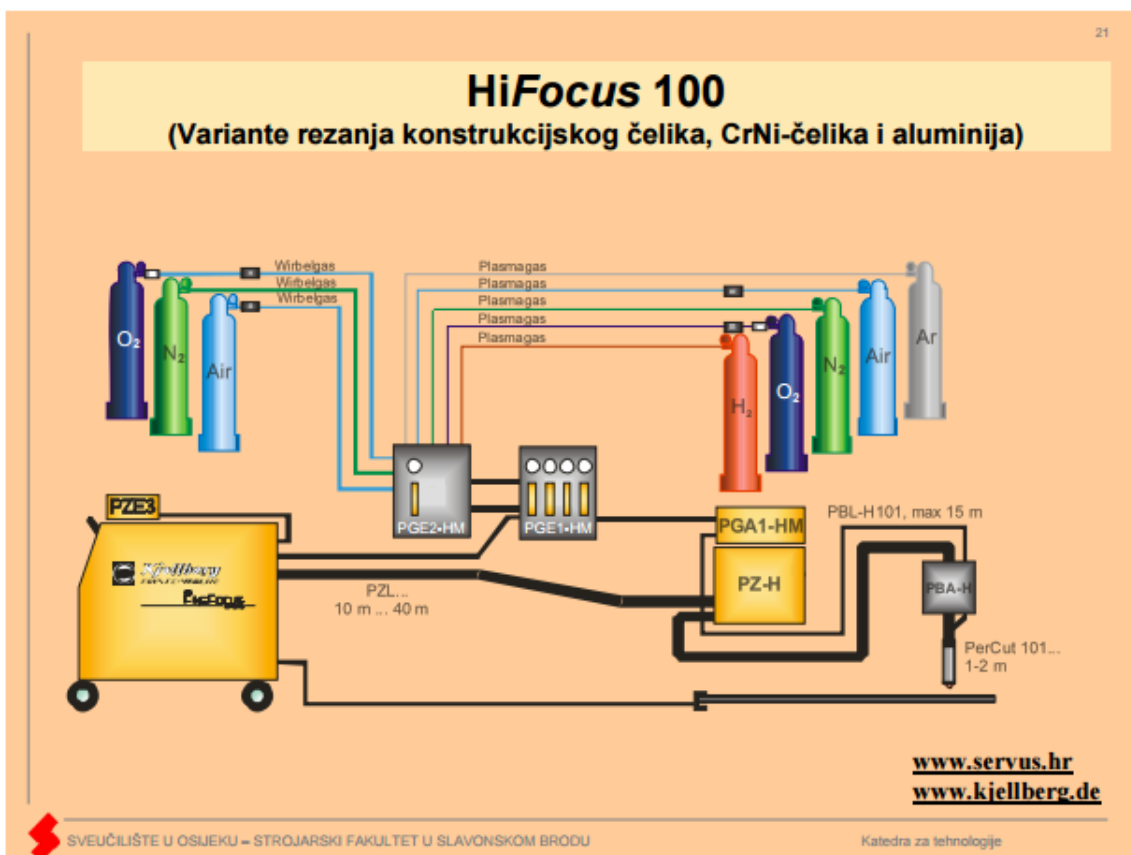 21
HiFocus 100
(Variante rezanja konstrukcijskog čelika, CrNi-čelika i aluminija)
Wirbelgas
Wirbelgas
Wirbelgas
Plasmagas
Plasmagas
Plasmagas
Plasmagas
Plasmagas
O₂
N₂
Air
H₂
O₂
N₂
Air
Ar
PGE2-HM
PGE1-HM
PZE3
Kjellberg
PGA1-HM
PZ-H
PBL-H101, max 15 m
PBA-H
PZL...
10 m ... 40 m
PerCut 101...
1-2 m
www.servus.hr
www.kjellberg.de
SVEUČILIŠTE U OSIJEKU – STROJARSKI FAKULTET U SLAVONSKOM BRODU
Katedra za tehnologije